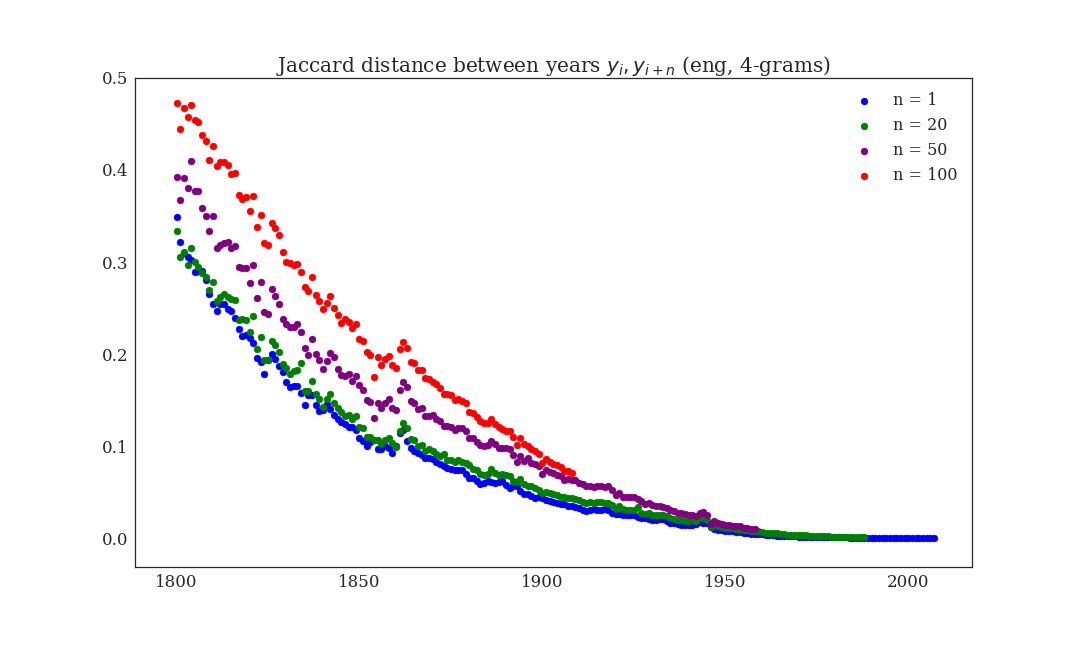 Jaccard distance between years y_i, y_{i+n} (eng, 4-grams)
n = 1
n = 20
n = 50
n = 100
0.5
0.4
0.3
0.2
0.1
0.0
1800 1850 1900 1950 2000